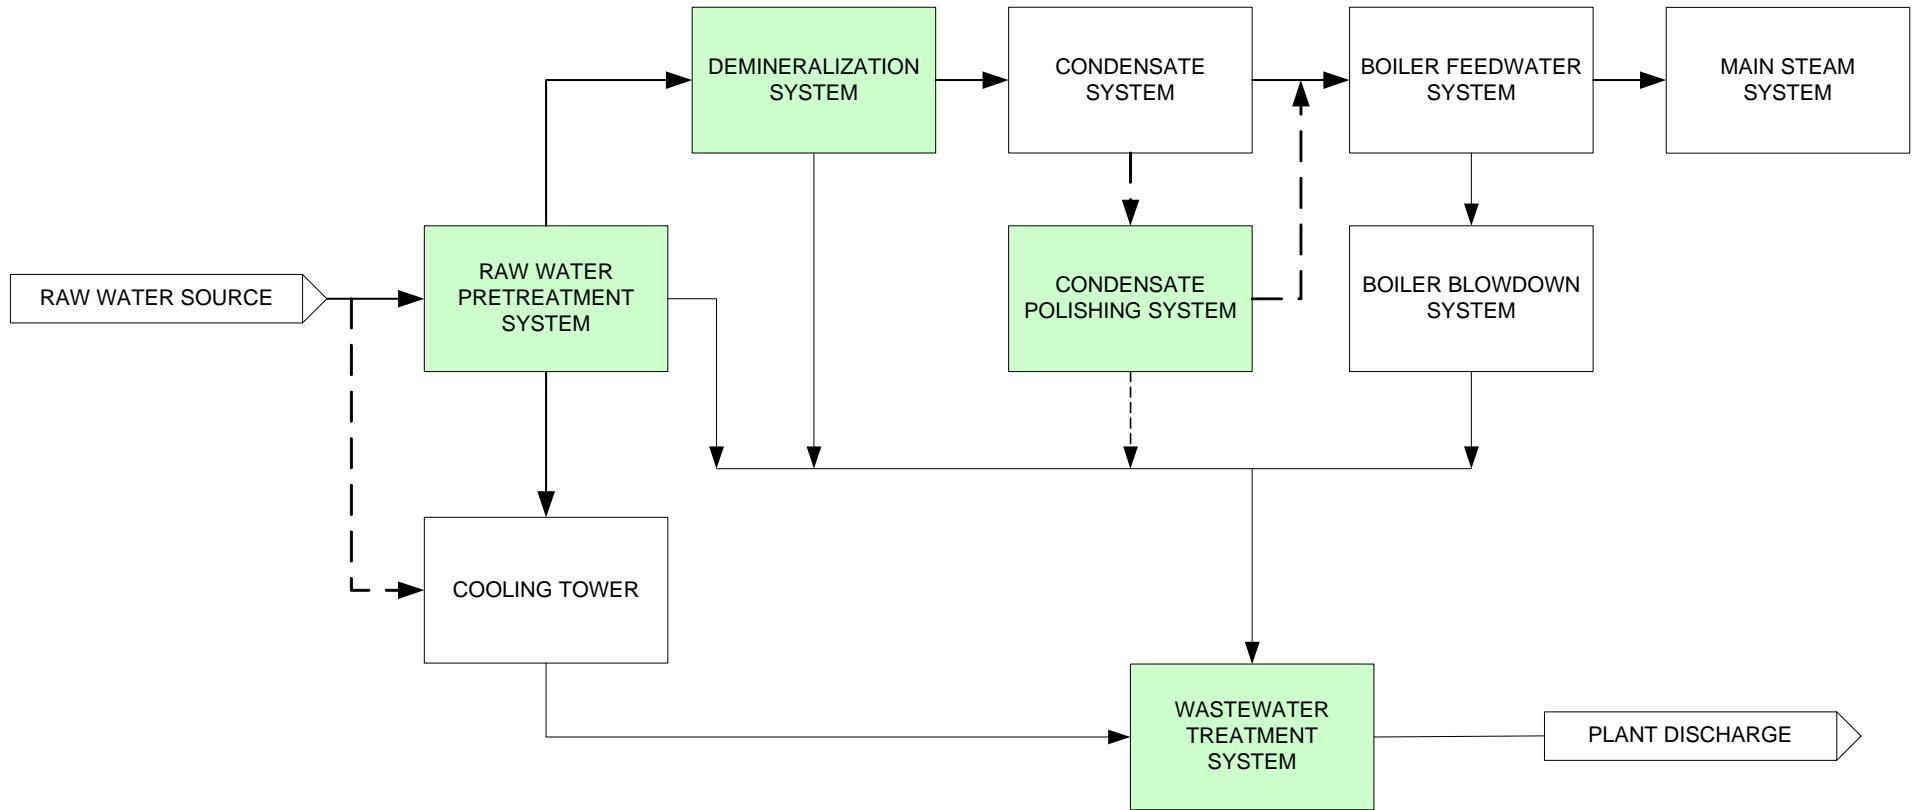 DEMINERALIZATION
SYSTEM
CONDENSATE
SYSTEM
BOILER FEEDWATER
SYSTEM
MAIN STEAM
SYSTEM
RAW WATER SOURCE
RAW WATER
PRETREATMENT
SYSTEM
CONDENSATE
POLISHING SYSTEM
BOILER BLOWDOWN
SYSTEM
COOLING TOWER
WASTEWATER
TREATMENT
SYSTEM
PLANT DISCHARGE